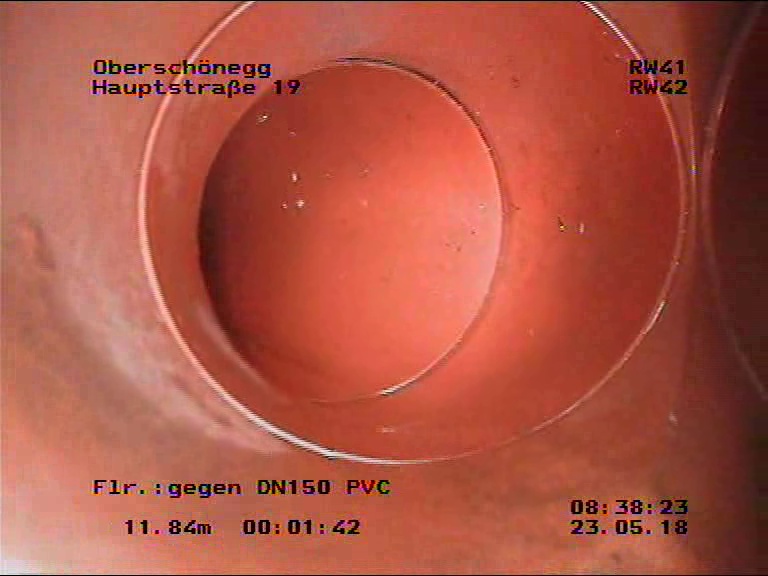 Oberschönegg
Hauptstraße 19
RW41
RW42
Flr.:gegen DN150 PVC
11.84m 00:01:42
08:38:23
23.05.18